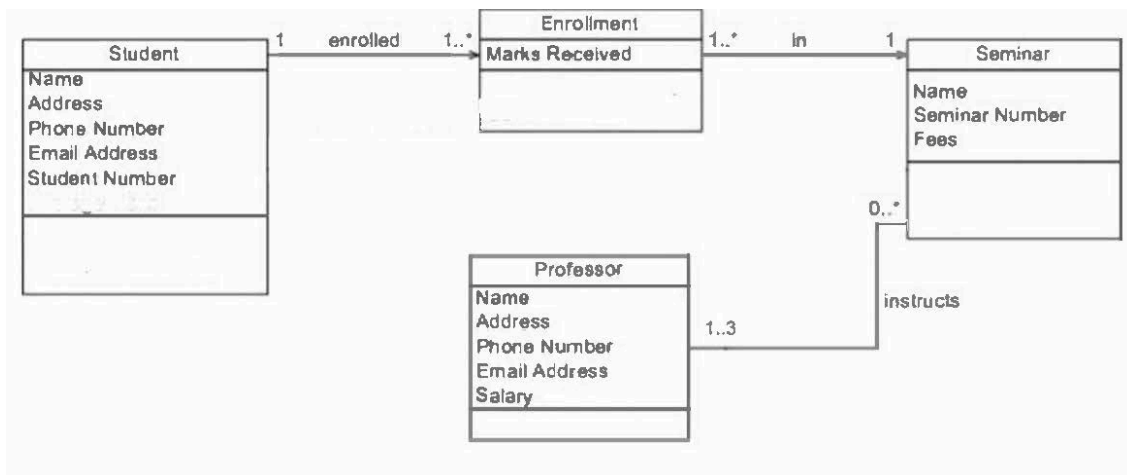 Student
Name
Address
Phone Number
Email Address
Student Number
1 enrolled 1..*
Enrollment
Marks Received
1..* in 1
Seminar
Name
Seminar Number
Fees
0..*
instructs
1..3
Professor
Name
Address
Phone Number
Email Address
Salary